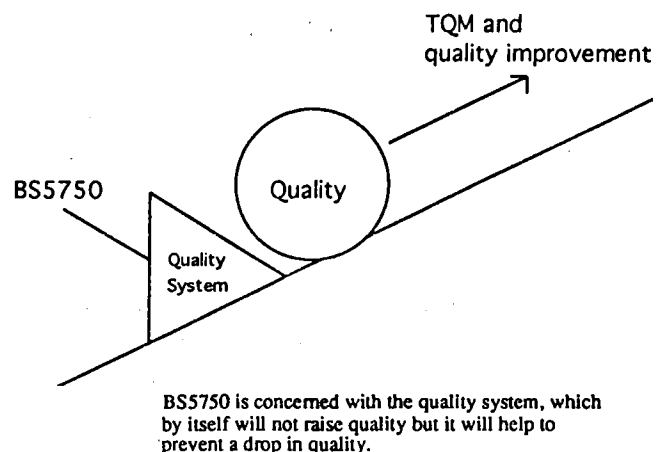 TQM and
quality improvement
BS5750
Quality
Quality
System
BS5750 is concerned with the quality system, which
by itself will not raise quality but it will help to
prevent a drop in quality.